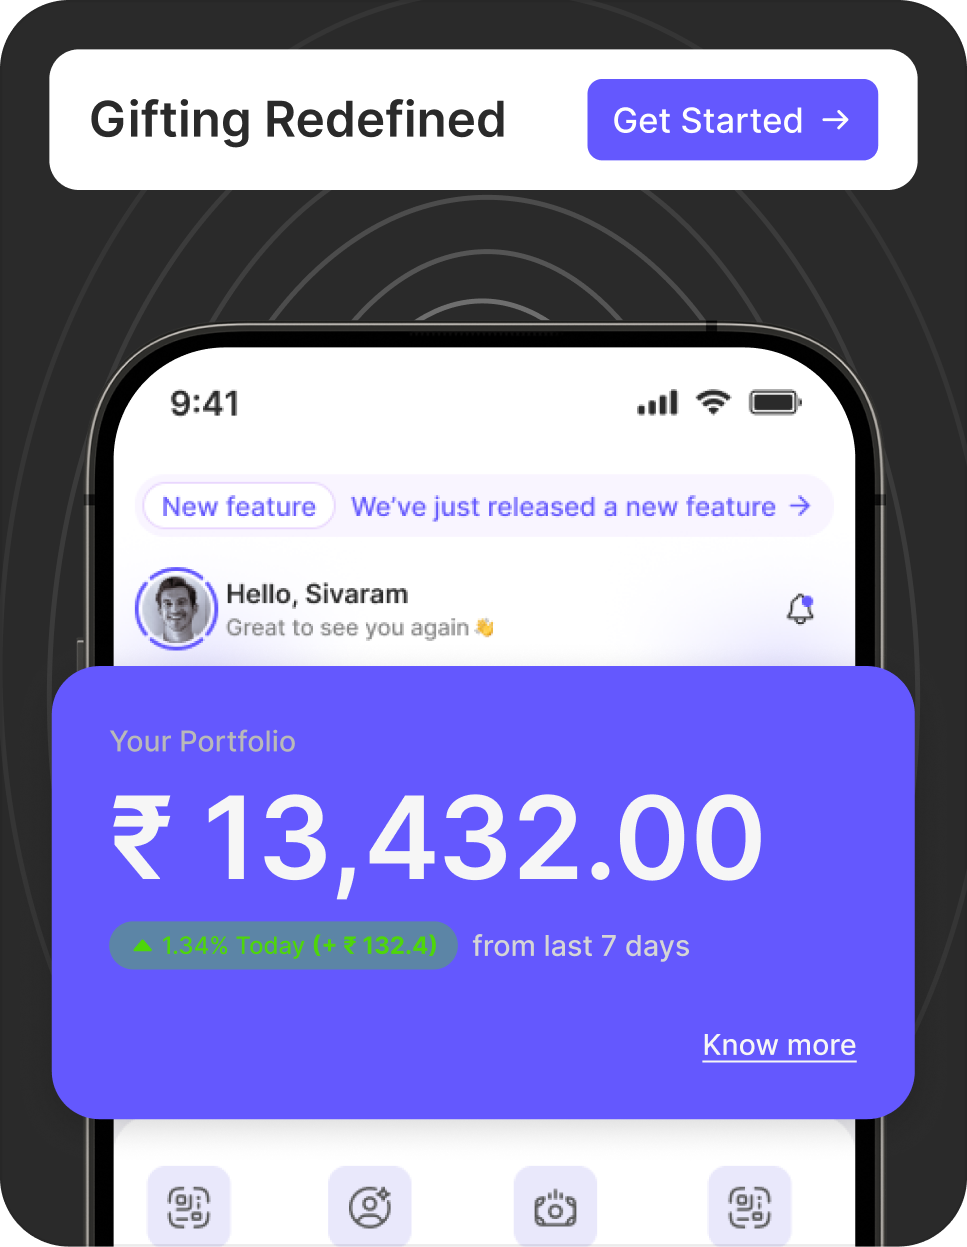 Gifting Redefined
Get Started →
9:41
New feature We've just released a new feature →
Hello, Sivaram
Great to see you again 👋
Your Portfolio
₹ 13,432.00
▲ 1.34% Today (+ ₹ 132.4) from last 7 days
Know more